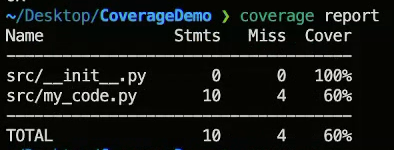 ~/Desktop/CoverageDemo ❯ coverage report
Name Stmts Miss Cover
-------------------------------------
src/__init__.py 0 0 100%
src/my_code.py 10 4 60%
-------------------------------------
TOTAL 10 4 60%